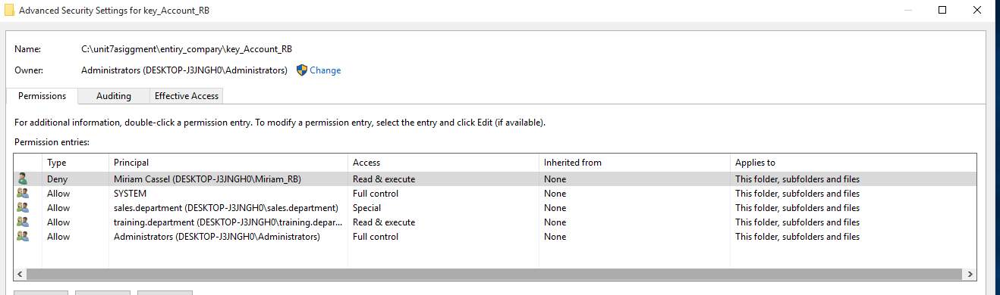 Advanced Security Settings for key_Account_RB
Name: C:\unit7asiggment\entiry_compary\key_Account_RB
Owner: Administrators (DESKTOP-J3JNGH0\Administrators) Change
Permissions Auditing Effective Access
For additional information, double-click a permission entry. To modify a permission entry, select the entry and click Edit (if available).
Permission entries:
Type Principal Access Inherited from Applies to
Deny Miriam Cassel (DESKTOP-J3JNGH0\Miriam_RB) Read & execute None This folder, subfolders and files
Allow SYSTEM Full control None This folder, subfolders and files
Allow sales.department (DESKTOP-J3JNGH0\sales.department) Special None This folder, subfolders and files
Allow training.department (DESKTOP-J3JNGH0\training.depar... Read & execute None This folder, subfolders and files
Allow Administrators (DESKTOP-J3JNGH0\Administrators) Full control None This folder, subfolders and files